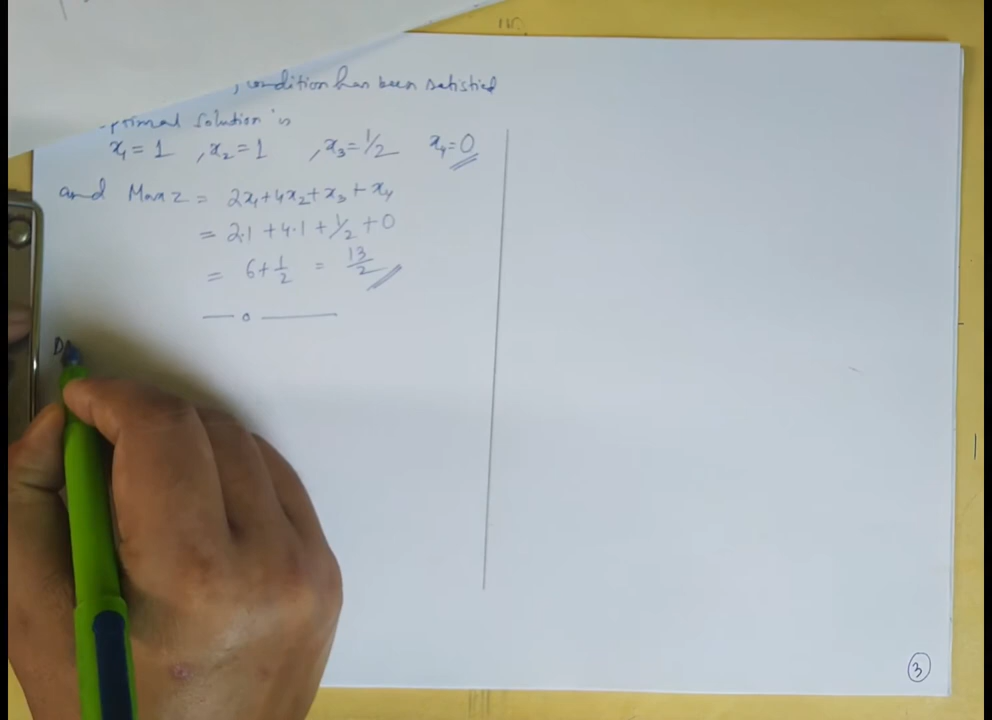 condition has been satisfied
solution is
x₁ = 1 , x₂ = 1 , x₃ = 1/2 x₄ = 0
and Max z = 2x₁ + 4x₂ + x₃ + x₄
= 2.1 + 4.1 + 1/2 + 0
= 6 + 1/2 = 13/2
D
3